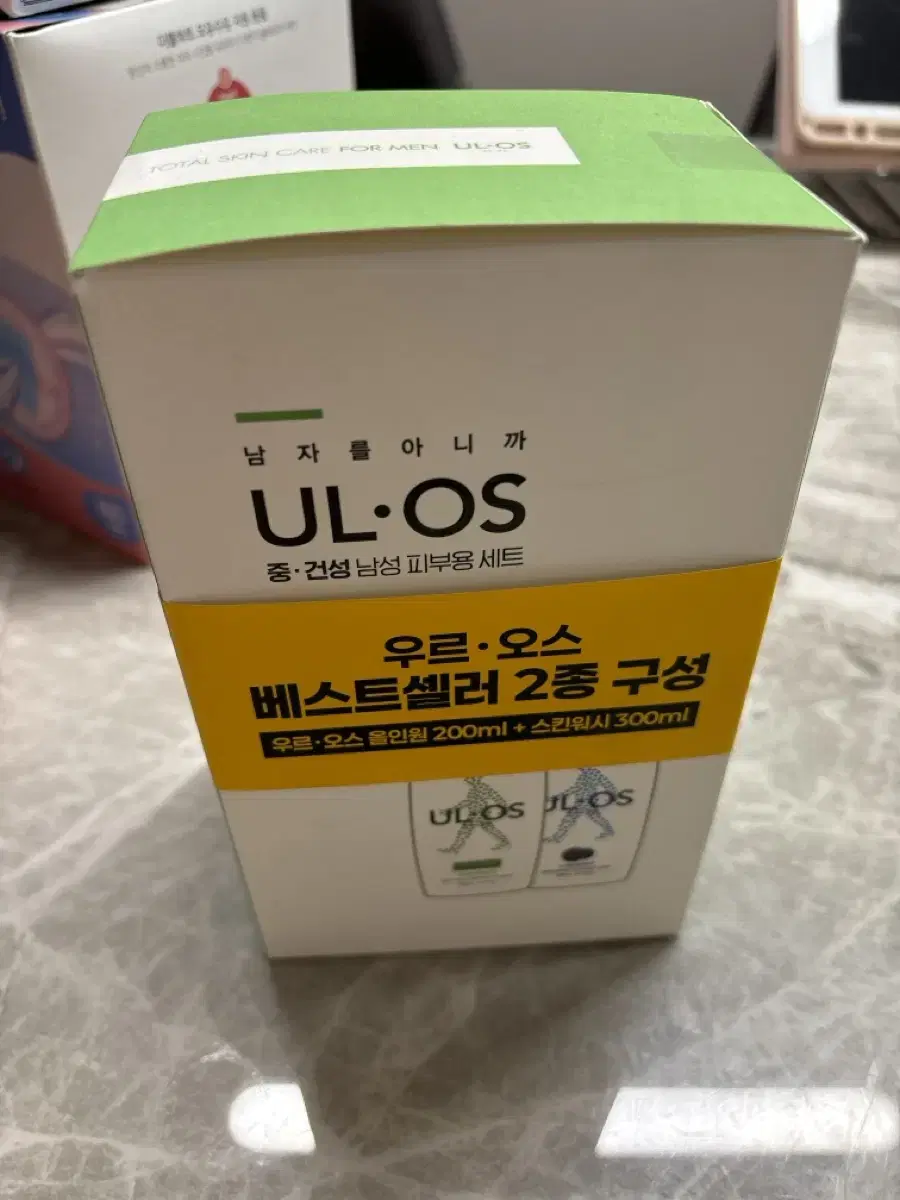 TOTAL SKIN CARE FOR MEN UL·OS
남자를아니까
UL·OS
중·건성 남성 피부용 세트
우르·오스
베스트셀러 2종 구성
우르·오스 올인원 200ml + 스킨워시 300ml
UL·OS
UL·OS